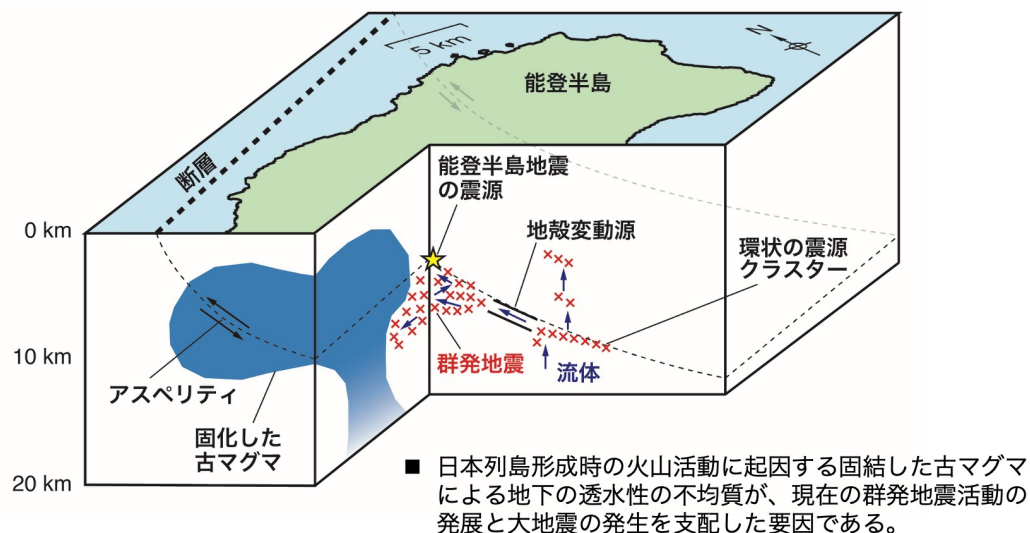 N
5 km
能登半島
断層
能登半島地震
の震源
0 km
地殻変動源
環状の震源
クラスター
10 km
群発地震
流体
アスペリティ
固化した
古マグマ
20 km
■ 日本列島形成時の火山活動に起因する固結した古マグマ
による地下の透水性の不均質が、現在の群発地震活動の
発展と大地震の発生を支配した要因である。